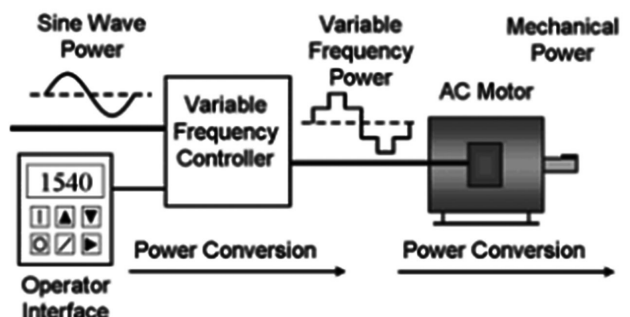 Sine Wave
Power
Variable
Frequency
Power
Mechanical
Power
AC Motor
Variable
Frequency
Controller
1540
Power Conversion
Power Conversion
Operator
Interface